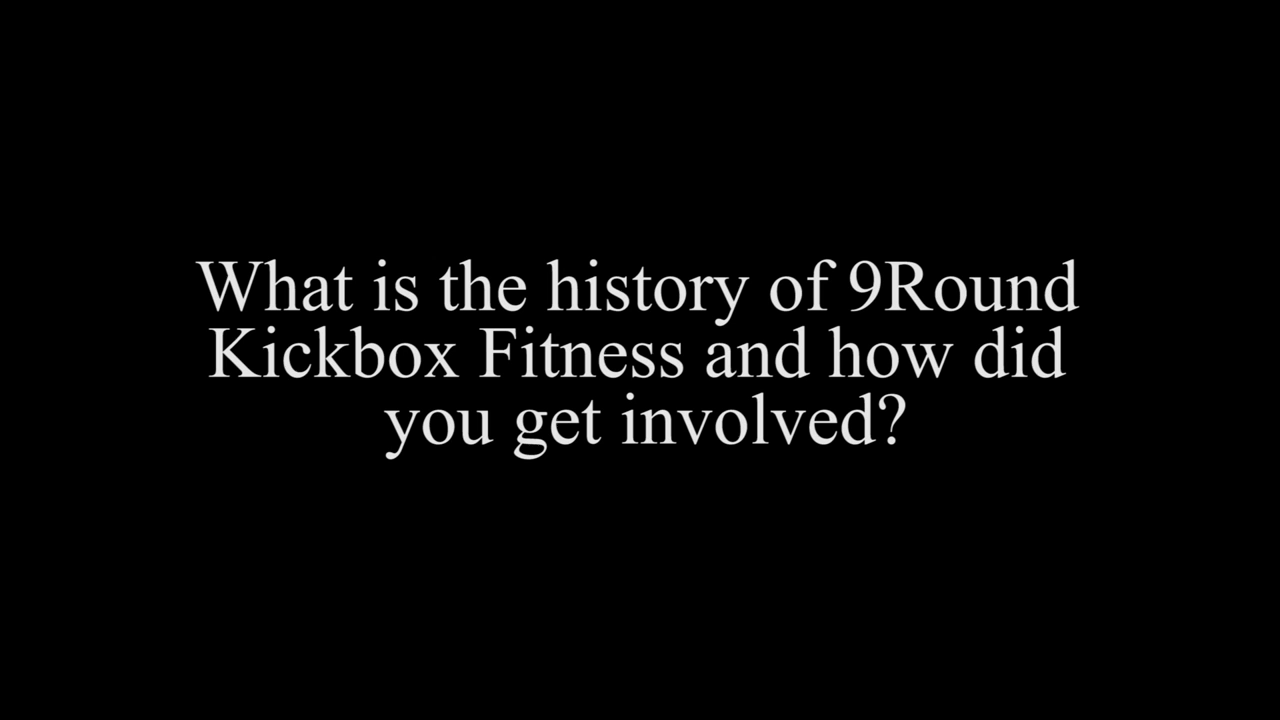 What is the history of 9Round
Kickbox Fitness and how did
you get involved?